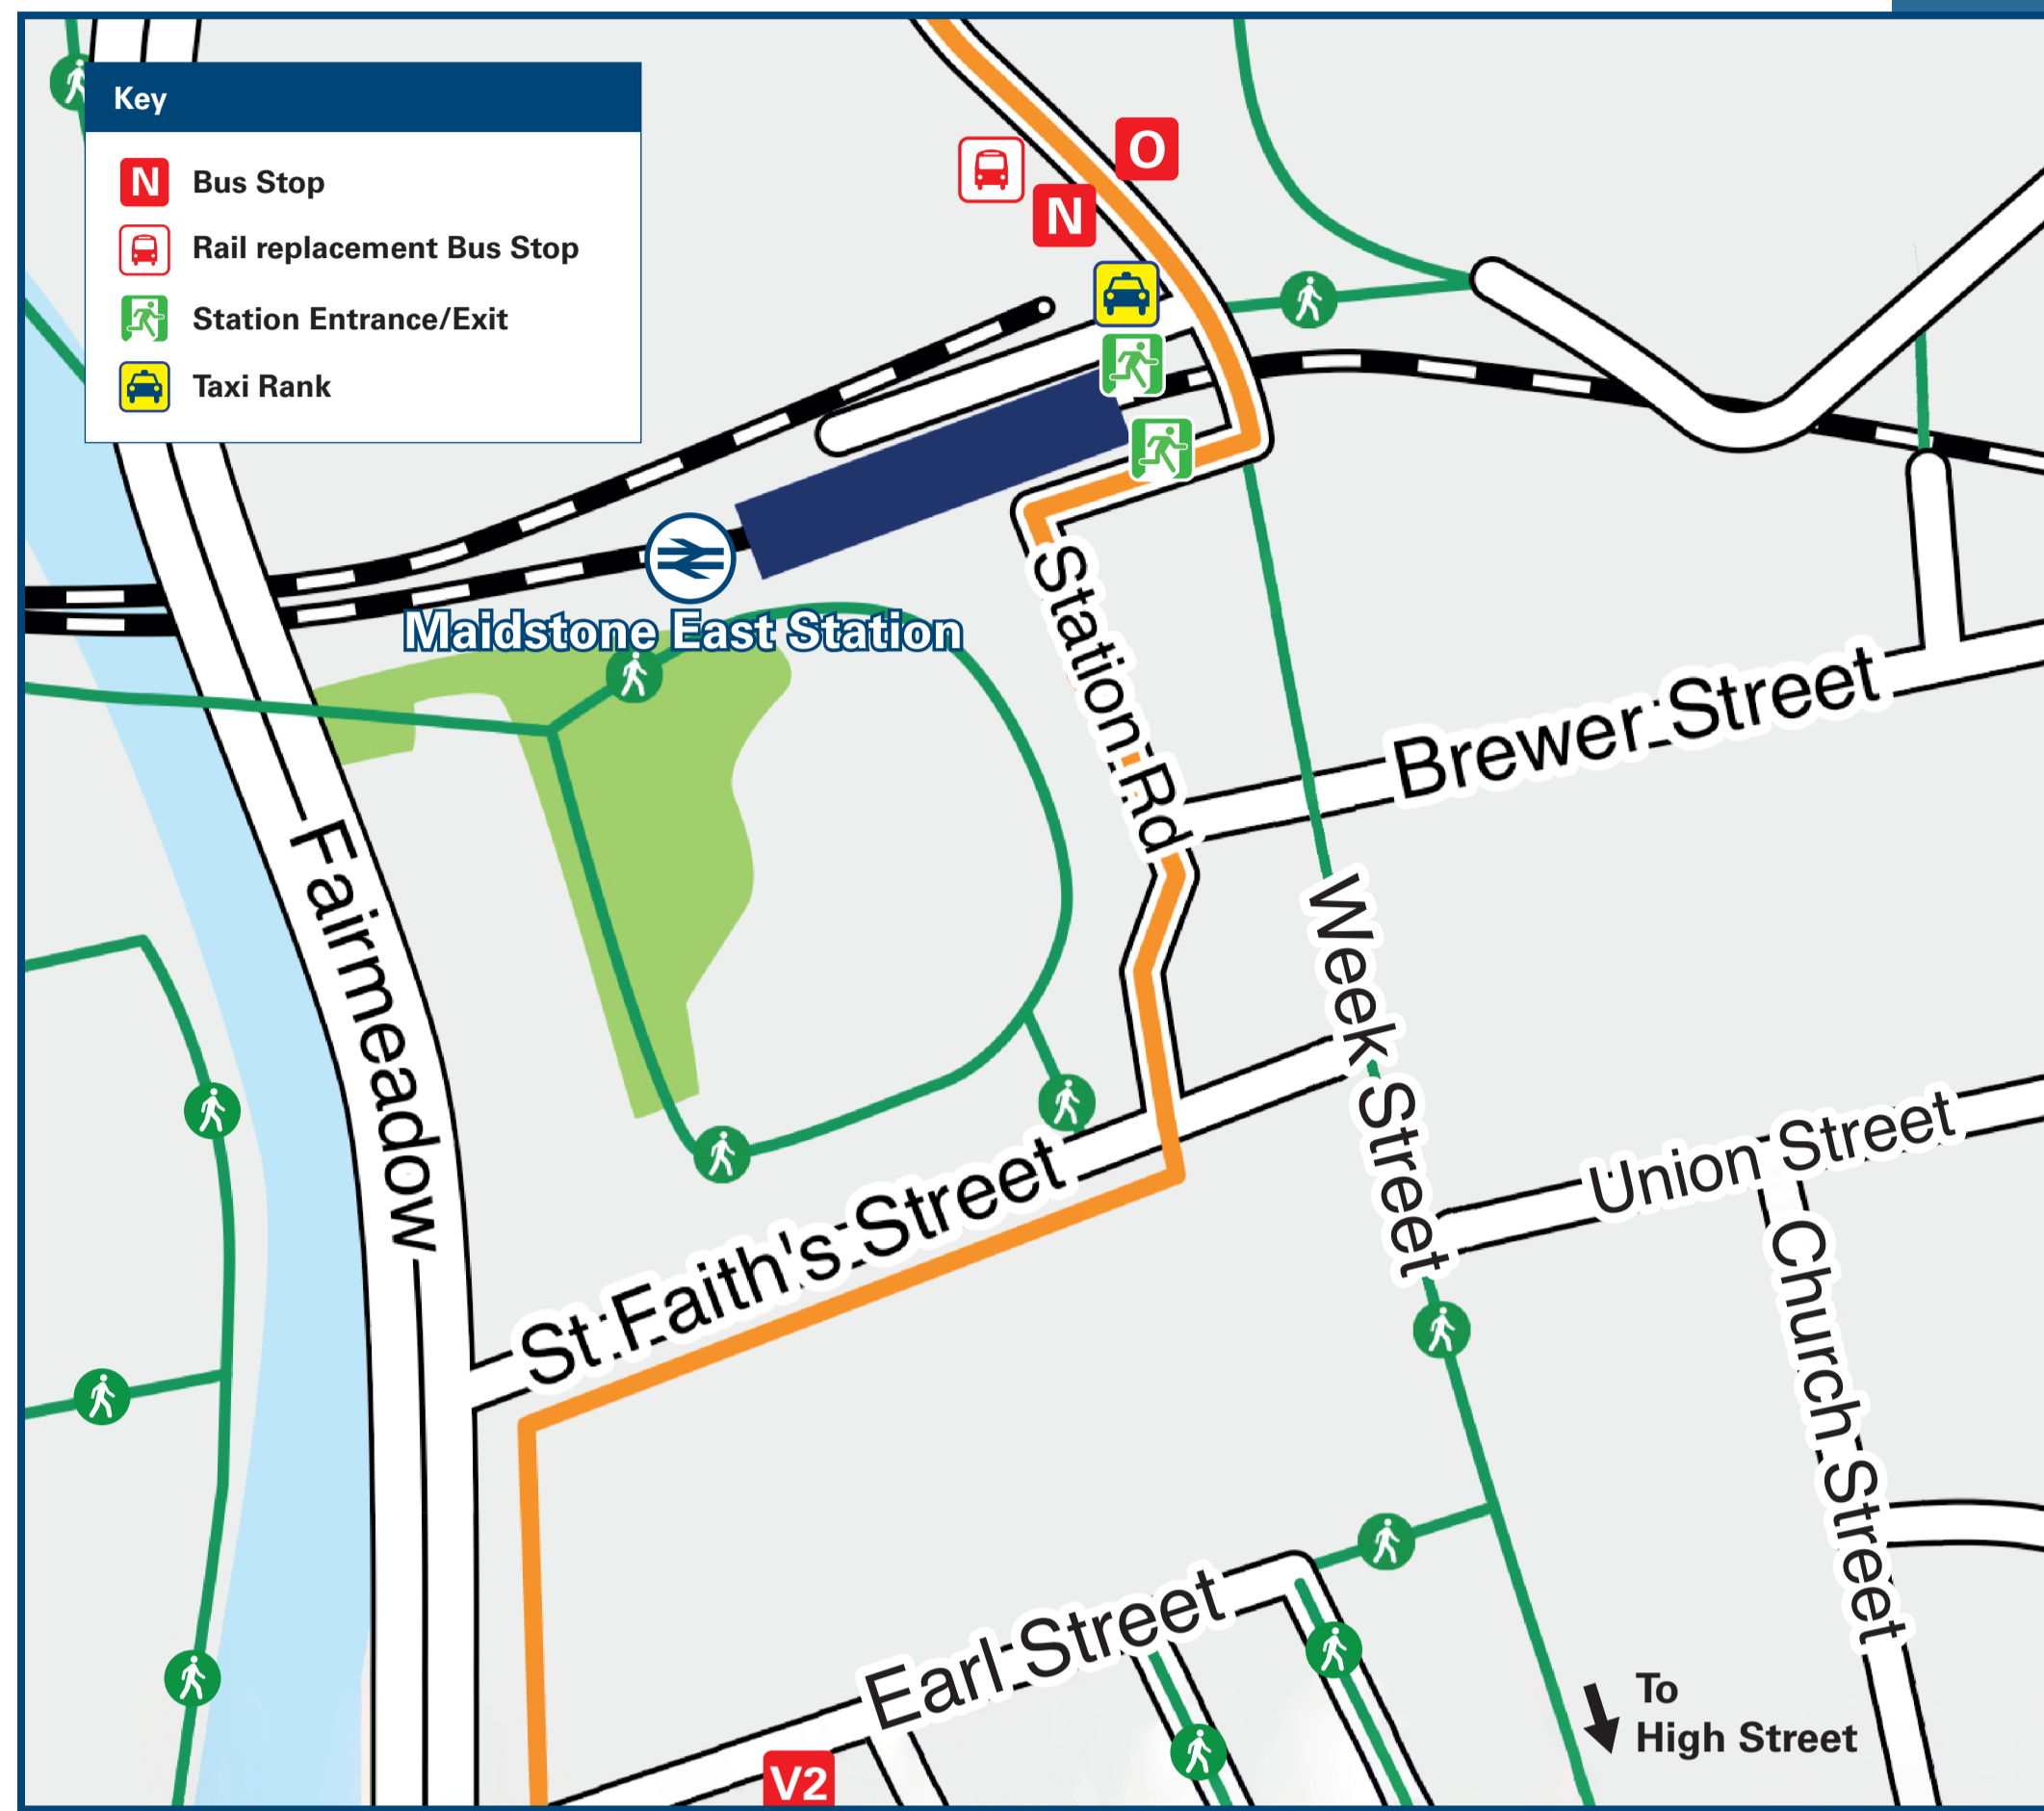 Key
N
Bus Stop
Rail replacement Bus Stop
Station Entrance/Exit
Taxi Rank
O
N
Maidstone East Station
Station Rd
Brewer Street
Fairmeadow
Week Street
Union Street
St Faith's Street
Church Street
Earl Street
To
High Street
V2